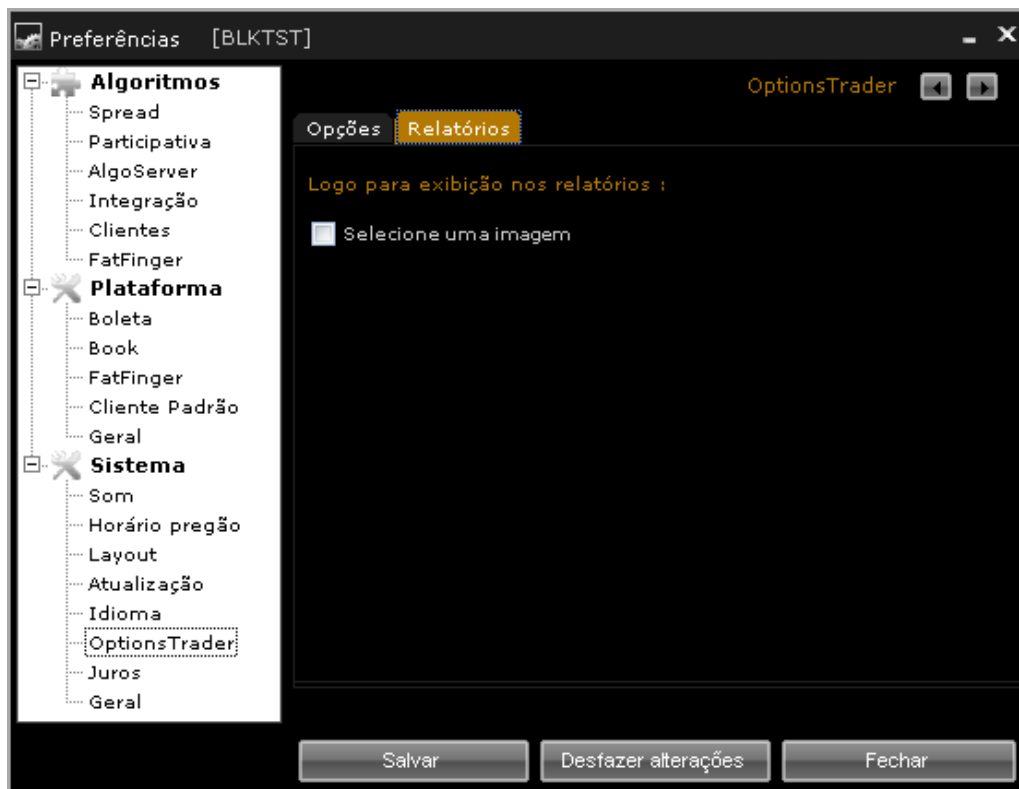 Preferências [BLKTST]
Algoritmos
Spread
Participativa
AlgoServer
Integração
Clientes
FatFinger
Plataforma
Boleta
Book
FatFinger
Cliente Padrão
Geral
Sistema
Som
Horário pregão
Layout
Atualização
Idioma
OptionsTrader
Juros
Geral
OptionsTrader
Opções Relatórios
Logo para exibição nos relatórios :
Selecione uma imagem
Salvar Desfazer alterações Fechar